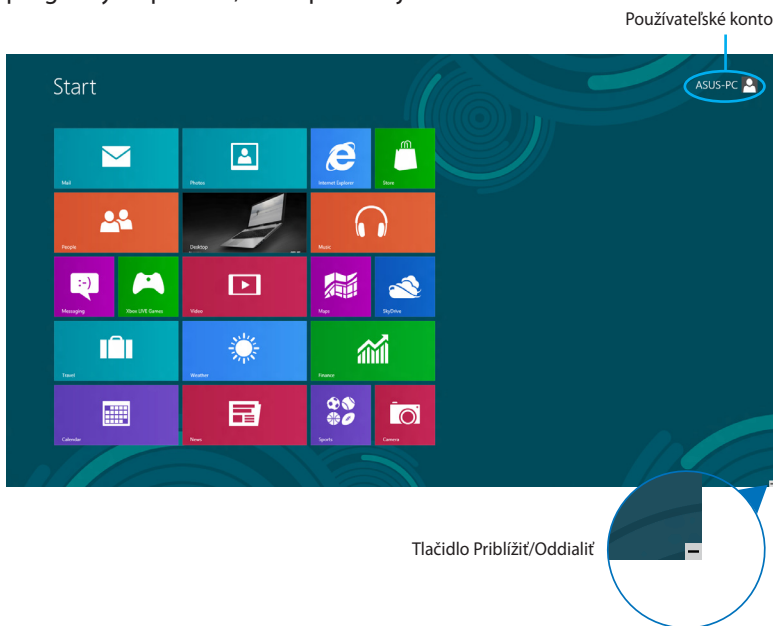 Používateľské konto
Start
ASUS-PC
Mail
Photos
Internet Explorer
Store
People
Desktop
Music
Messaging
Xbox LIVE Games
Video
Maps
SkyDrive
Travel
Weather
Finance
Calendar
News
Sports
Camera
Tlačidlo Priblížiť/Oddialiť